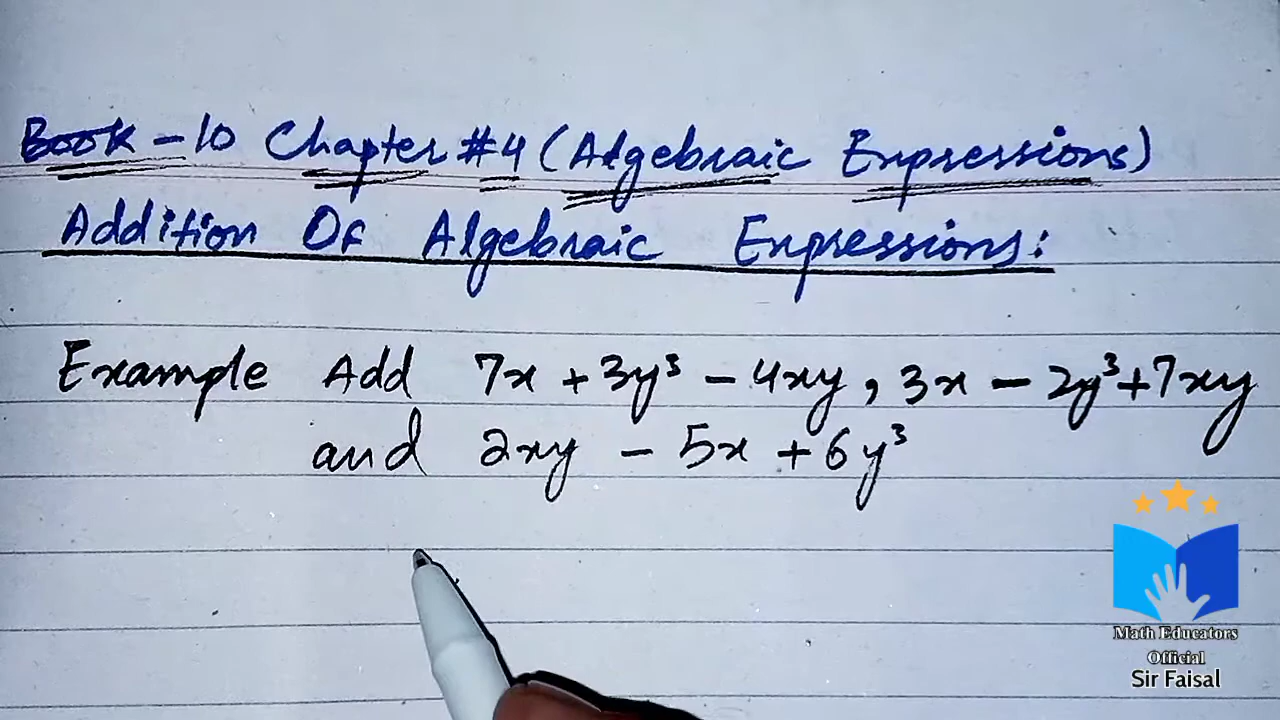 Book-10 Chapter #4 (Algebraic Expressions)
Addition Of Algebraic Expressions:
Example Add 7x + 3y³ - 4xy, 3x - 2y³+7xy
and 2xy - 5x + 6y³
Math Educators
Official
Sir Faisal